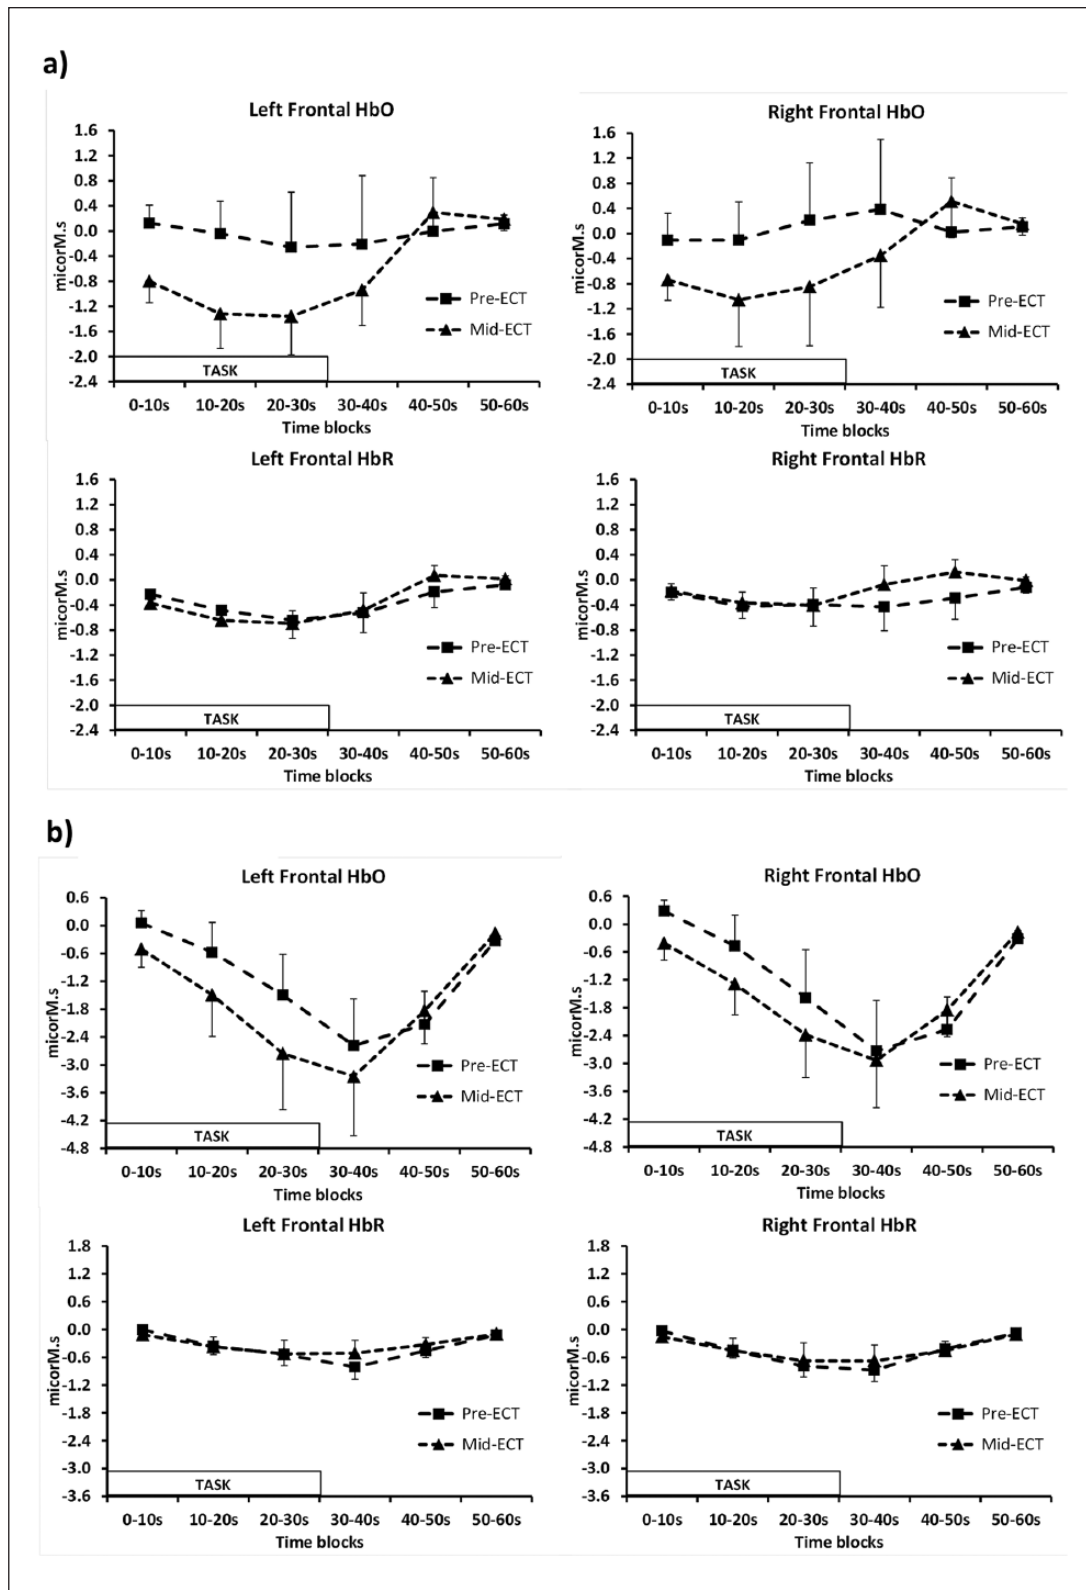 a)
Left Frontal HbO
1.6
1.2
0.8
0.4
0.0
-0.4
-0.8
-1.2
-1.6
-2.0
-2.4
micorM.s
Pre-ECT
Mid-ECT
TASK
0-10s 10-20s 20-30s 30-40s 40-50s 50-60s
Time blocks
Right Frontal HbO
1.6
1.2
0.8
0.4
0.0
-0.4
-0.8
-1.2
-1.6
-2.0
-2.4
micorM.s
Pre-ECT
Mid-ECT
TASK
0-10s 10-20s 20-30s 30-40s 40-50s 50-60s
Time blocks
Left Frontal HbR
1.6
1.2
0.8
0.4
0.0
-0.4
-0.8
-1.2
-1.6
-2.0
-2.4
micorM.s
Pre-ECT
Mid-ECT
TASK
0-10s 10-20s 20-30s 30-40s 40-50s 50-60s
Time blocks
Right Frontal HbR
1.6
1.2
0.8
0.4
0.0
-0.4
-0.8
-1.2
-1.6
-2.0
-2.4
micorM.s
Pre-ECT
Mid-ECT
TASK
0-10s 10-20s 20-30s 30-40s 40-50s 50-60s
Time blocks
b)
Left Frontal HbO
0.6
0.0
-0.6
-1.2
-1.8
-2.4
-3.0
-3.6
-4.2
-4.8
micorM.s
Pre-ECT
Mid-ECT
TASK
0-10s 10-20s 20-30s 30-40s 40-50s 50-60s
Time blocks
Right Frontal HbO
0.6
0.0
-0.6
-1.2
-1.8
-2.4
-3.0
-3.6
-4.2
-4.8
micorM.s
Pre-ECT
Mid-ECT
TASK
0-10s 10-20s 20-30s 30-40s 40-50s 50-60s
Time blocks
Left Frontal HbR
1.8
1.2
0.6
0.0
-0.6
-1.2
-1.8
-2.4
-3.0
-3.6
micorM.s
Pre-ECT
Mid-ECT
TASK
0-10s 10-20s 20-30s 30-40s 40-50s 50-60s
Time blocks
Right Frontal HbR
1.8
1.2
0.6
0.0
-0.6
-1.2
-1.8
-2.4
-3.0
-3.6
micorM.s
Pre-ECT
Mid-ECT
TASK
0-10s 10-20s 20-30s 30-40s 40-50s 50-60s
Time blocks